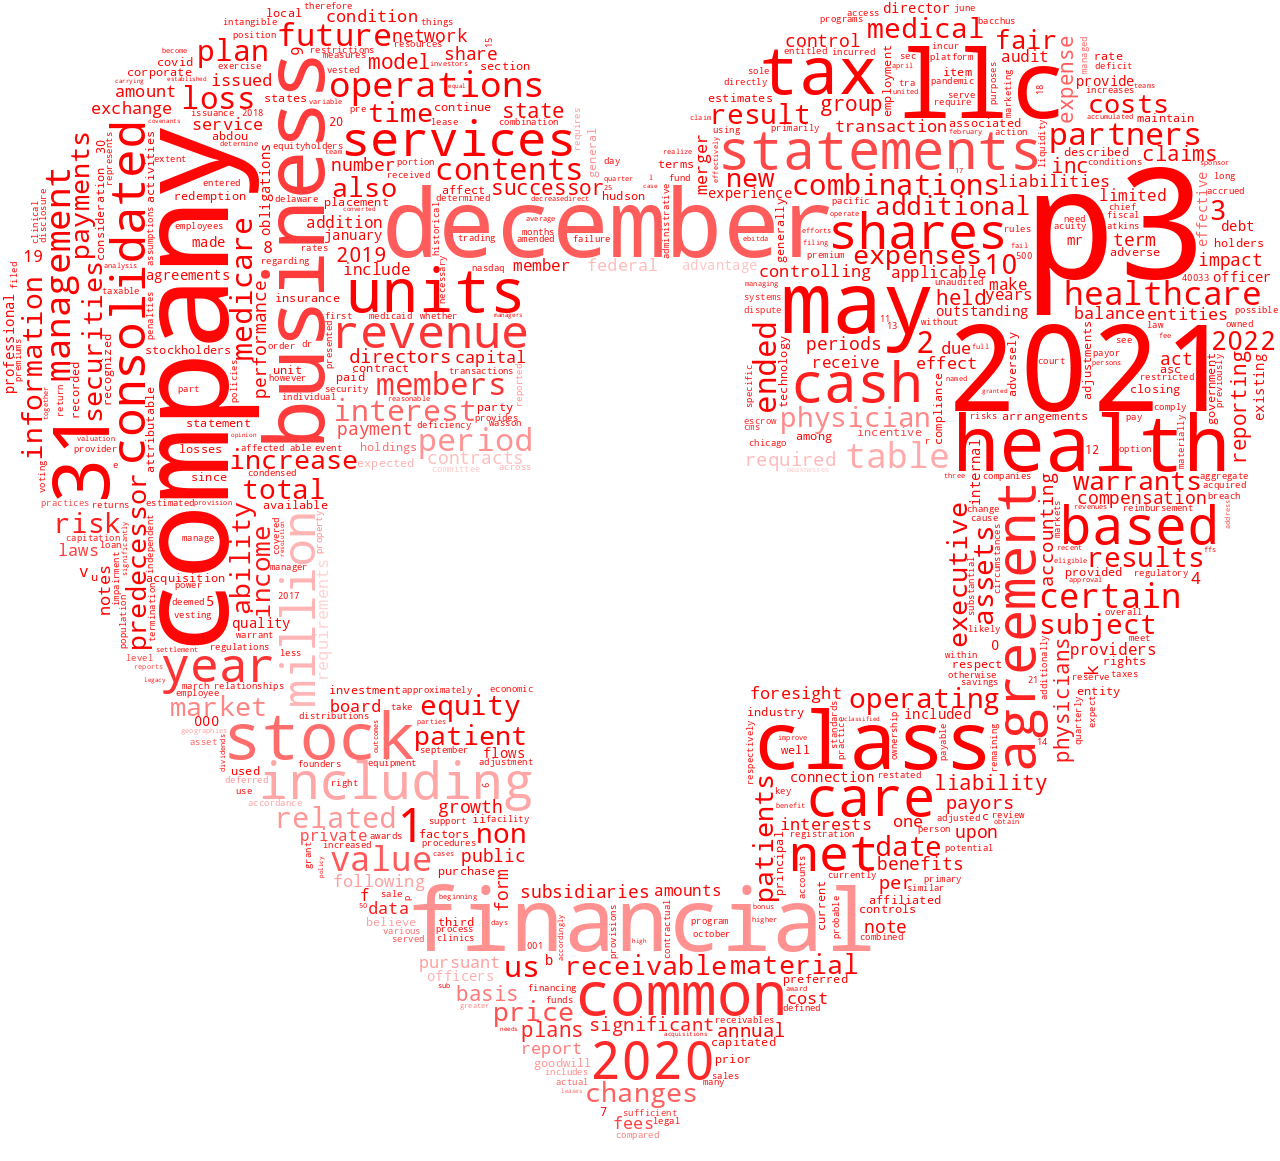 therefore
local
intangible
condition
things
position
future
network
15
plan
restrictions
resources
measures
share
become
covid
exercise
model
investors
section
corporate
issued
vested
equal
carrying
established
operations
amount
loss
states
variable
pre
time
continue
state
exchange
issuance
2018
20
lease
combination
requires
covenants
service
abdou
determine
equityholders
services
general
team
number
portion
received
contents
day
quarter
1
25
case
extent
30
consideration
represents
activities
obligations
business
also
affect
determined
successor
hudson
entered
redemption
delaware
placement
converted
december
decreased
direct
employees
addition
average
months
amended
failure
trading
ebitda
historical
administrative
made
8
january
2019
regarding
rates
include
nasdaq
member
federal
advantage
agreements
insurance
units
necessary
managers
19
information
management
payments
securities
31
consolidated
company
medicare
performance
clinical
disclosure
professional
filed
premiums
recorded
recognized
analysis
taxable
assumptions
penalties
stockholders
first
medicaid
whether
order
dr
revenue
presented
directors
capital
unit
contract
transactions
however
paid
members
reported
security
reasonable
individual
interest
party
provides
payment
deficiency
wasson
holdings
period
affected
able
event
expected
contracts
committee
across
condensed
part
policies
statement
opinion
attributable
losses
increase
since
together
return
valuation
provider
e
voting
practices
returns
estimated
provision
total
available
risk
capitation
significantly
independent
manage
ability
income
covered
resolution
million
property
requirements
laws
loan
impairment
predecessor
manager
v
u
acquisition
power
notes
deemed
5
2017
vesting
quality
population
termination
warrant
settlement
regulations
less
level
reports
year
legacy
march
relationships
investment
approximately
economic
employee
market
board
take
equity
000
distributions
parties
geographies
stock
outcomes
patient
asset
dividends
september
flows
founders
equipment
adjustment
used
deferred
including
right
6
use
accordance
growth
related
1
support
ii
facility
private
awards
factors
non
increased
procedures
grant
value
cases
public
policy
purchase
following
form
f
sale
p
beginning
50
data
believe
third
days
various
process
served
clinics
director
june
bacchus
programs
access
medical
control
entitled
incurred
incur
fair
tax
llc
sec
platform
audit
rate
expense
managed
sole
april
item
deficit
directly
employment
tra
pandemic
purposes
provide
estimates
united
serve
marketing
18
increases
teams
claim
result
group
require
costs
accumulated
maintain
using
primarily
transaction
associated
partners
february
action
liquidity
realize
effectively
merger
statements
described
claims
terms
17
inc
conditions
sponsor
fund
new
combinations
liabilities
long
experience
limited
accrued
generally
pacific
additional
chief
3
effective
operate
p3
fiscal
shares
rules
need
acuity
atkins
debt
efforts
mr
term
filing
fail
adverse
holders
premium
expenses
500
impact
controlling
applicable
10
40033
officer
managing
unaudited
make
healthcare
systems
may
held
years
possible
dispute
outstanding
balance
entities
11
13
without
law
owned
2022
periods
2
due
full
2021
see
fee
receive
effect
court
payor
act
persons
asc
restricted
previously
government
reporting
existing
ended
technology
specific
cash
named
granted
adversely
adjustments
closing
compliance
escrow
physician
risks
arrangements
comply
cms
pay
materially
chicago
among
incentive
r
health
12
option
required
table
weaknesses
three
internal
companies
warrants
aggregate
acquired
compensation
breach
change
cause
agreement
accounting
markets
revenues
reimbursement
address
based
executive
assets
circumstances
substantial
recent
ffs
eligible
results
provided
regulatory
approval
4
certain
overall
likely
0
subject
meet
within
respect
otherwise
savings
additionally
physicians
providers
k
rights
reserve
taxes
21
entity
quarterly
expect
14
foresight
operating
industry
standards
practice
classified
included
class
improve
ownership
payable
remaining
well
respectively
connection
restated
liability
patients
key
care
benefit
payors
interests
adjusted
c
review
one
person
obtain
registration
upon
principal
net
date
potential
accounts
benefits
currently
per
primary
similar
current
affiliated
probable
controls
note
combined
subsidiaries
amounts
bonus
financial
program
higher
contractual
october
provisions
high
001
accordingly
pursuant
us
b
receivable
material
officers
preferred
sub
basis
financing
award
cost
greater
funds
common
defined
price
receivables
needs
plans
significant
annual
acquisitions
capitated
report
2020
goodwill
prior
includes
sales
actual
many
leases
changes
7
sufficient
fees
legal
compared